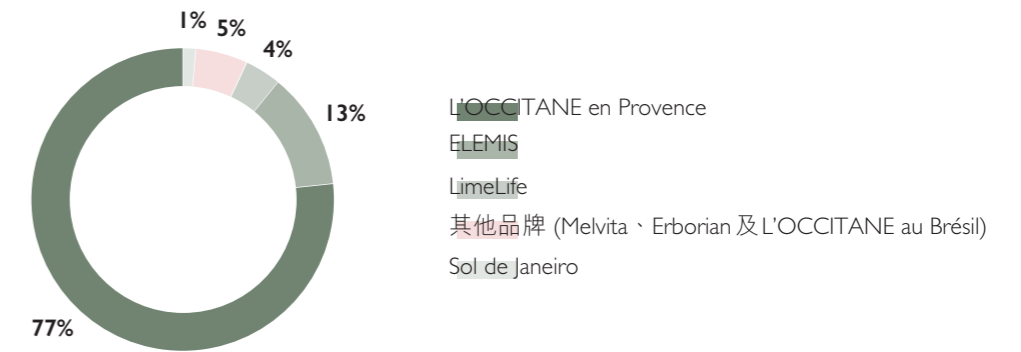 1%
5%
4%
13%
77%
L'OCCITANE en Provence
ELEMIS
LimeLife
其他品牌 (Melvita、Erborian 及 L'OCCITANE au Brésil)
Sol de Janeiro